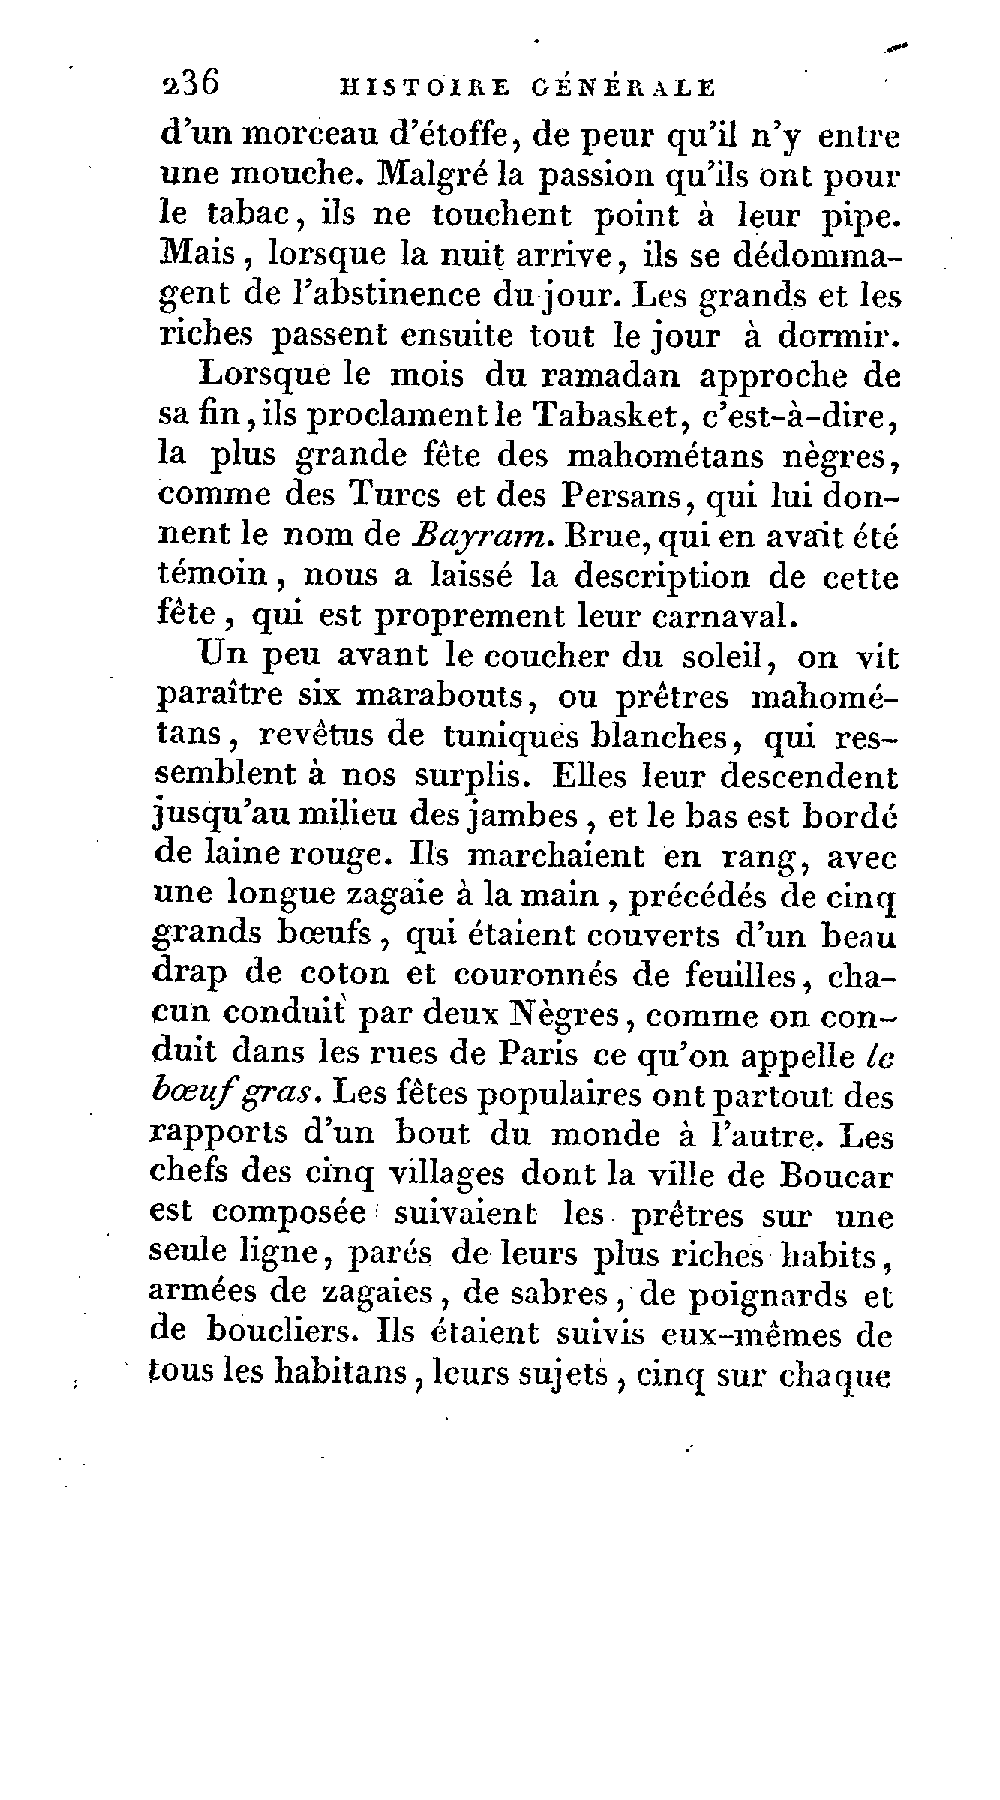 236 HISTOIRE GÉNÉRALE
d'un morceau d'étoffe, de peur qu'il n'y entre
une mouche. Malgré la passion qu'ils ont pour
le tabac, ils ne touchent point à leur pipe.
Mais, lorsque la nuit arrive, ils se dédomma-
gent de l'abstinence du jour. Les grands et les
riches passent ensuite tout le jour à dormir.
Lorsque le mois du ramadan approche de
sa fin, ils proclament le Tabasket, c'est-à-dire,
la plus grande fête des mahométans nègres,
comme des Turcs et des Persans, qui lui don-
nent le nom de Bayram. Brue, qui en avait été
témoin, nous a laissé la description de cette
fête, qui est proprement leur carnaval.
Un peu avant le coucher du soleil, on vit
paraître six marabouts, ou prêtres mahomé-
tans, revêtus de tuniques blanches, qui res-
semblent à nos surplis. Elles leur descendent
jusqu'au milieu des jambes, et le bas est bordé
de laine rouge. Ils marchaient en rang, avec
une longue zagaie à la main, précédés de cinq
grands bœufs, qui étaient couverts d'un beau
drap de coton et couronnés de feuilles, cha-
cun conduit par deux Nègres, comme on con-
duit dans les rues de Paris ce qu'on appelle le
bœuf gras. Les fêtes populaires ont partout des
rapports d'un bout du monde à l'autre. Les
chefs des cinq villages dont la ville de Boucar
est composée suivaient les prêtres sur une
seule ligne, parés de leurs plus riches habits,
armées de zagaies, de sabres, de poignards et
de boucliers. Ils étaient suivis eux-mêmes de
tous les habitans, leurs sujets, cinq sur chaque